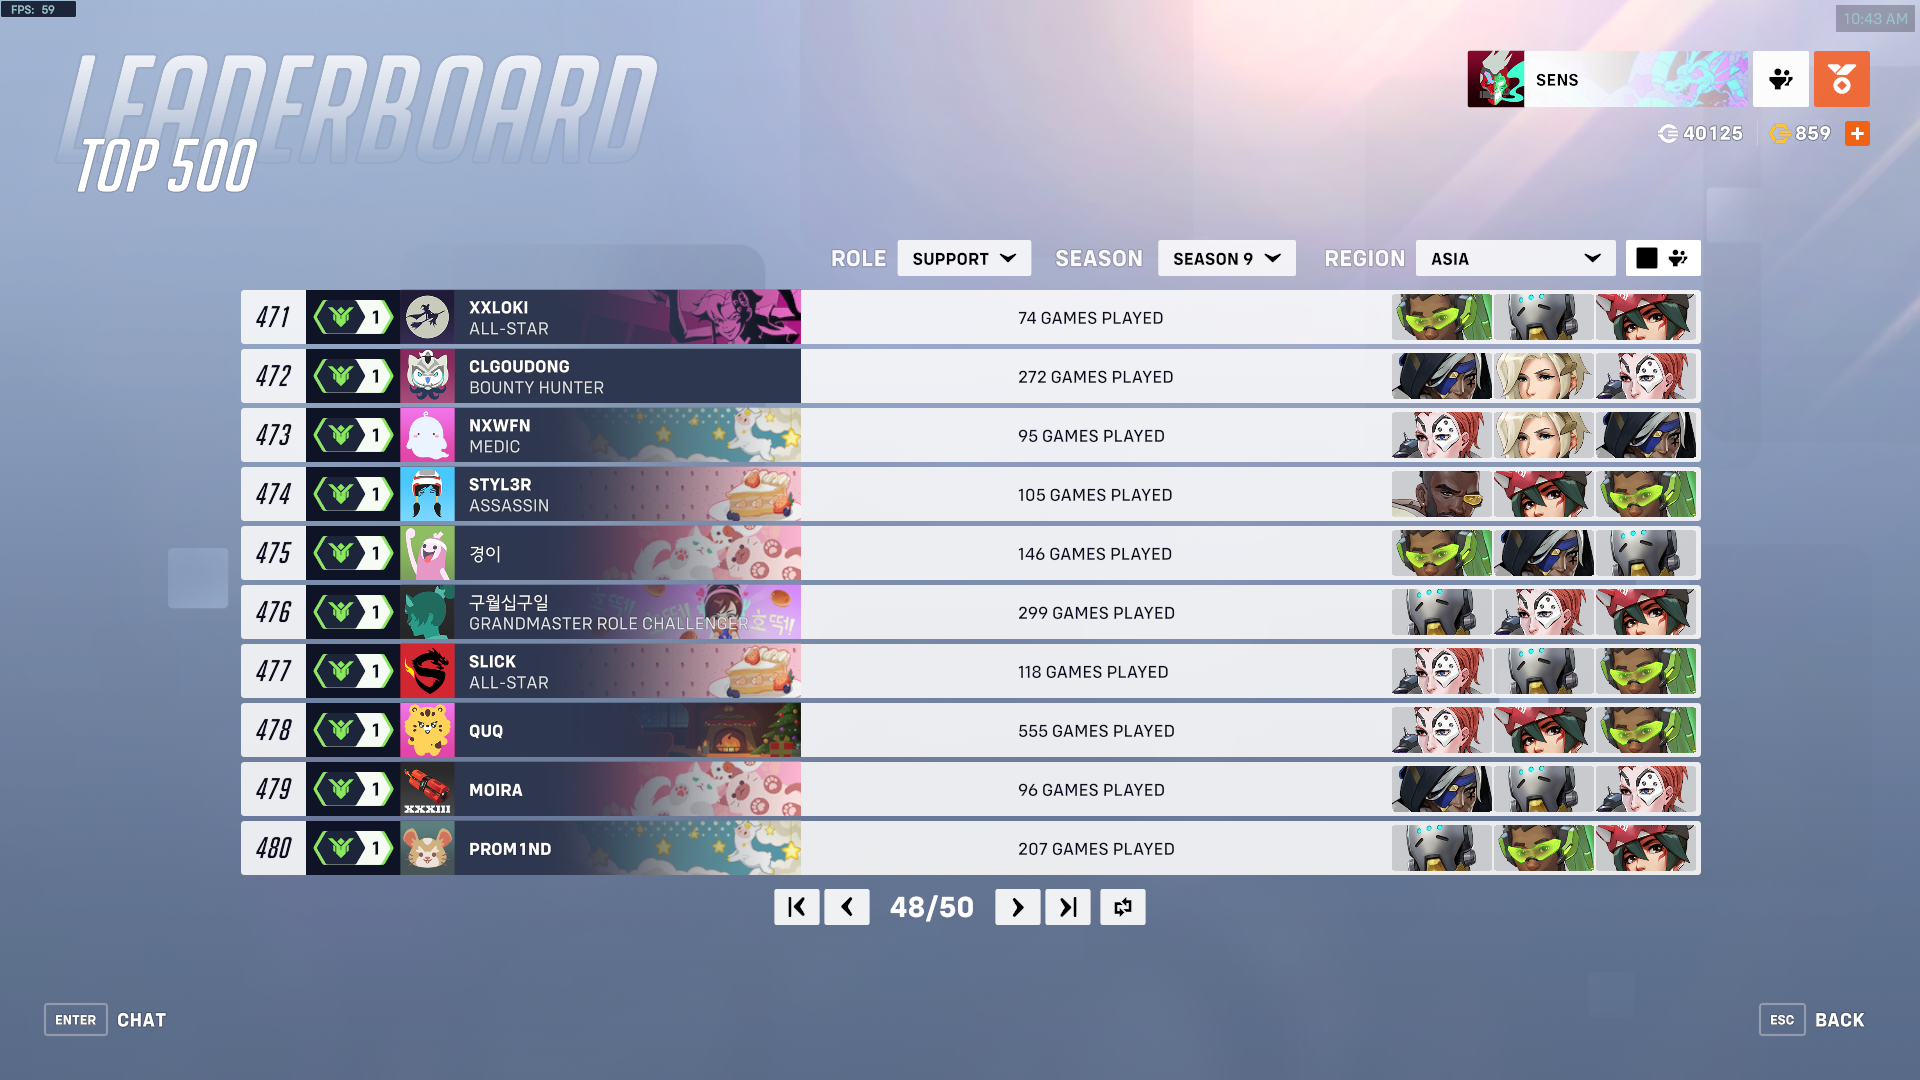 FPS: 59
10:43 AM
LEADERBOARD
TOP 500
SENS
40125
859
ROLE SUPPORT SEASON SEASON 9 REGION ASIA
471 1 XXLOKI 74 GAMES PLAYED
ALL-STAR
472 1 CLGOUDONG 272 GAMES PLAYED
BOUNTY HUNTER
473 1 NXWFN 95 GAMES PLAYED
MEDIC
474 1 STYL3R 105 GAMES PLAYED
ASSASSIN
475 1 경이 146 GAMES PLAYED
476 1 구월십구일 299 GAMES PLAYED
GRANDMASTER ROLE CHALLENGER
477 1 SLICK 118 GAMES PLAYED
ALL-STAR
478 1 QUQ 555 GAMES PLAYED
479 1 XXXIII MOIRA 96 GAMES PLAYED
480 1 PROM1ND 207 GAMES PLAYED
48/50
ENTER CHAT
ESC BACK